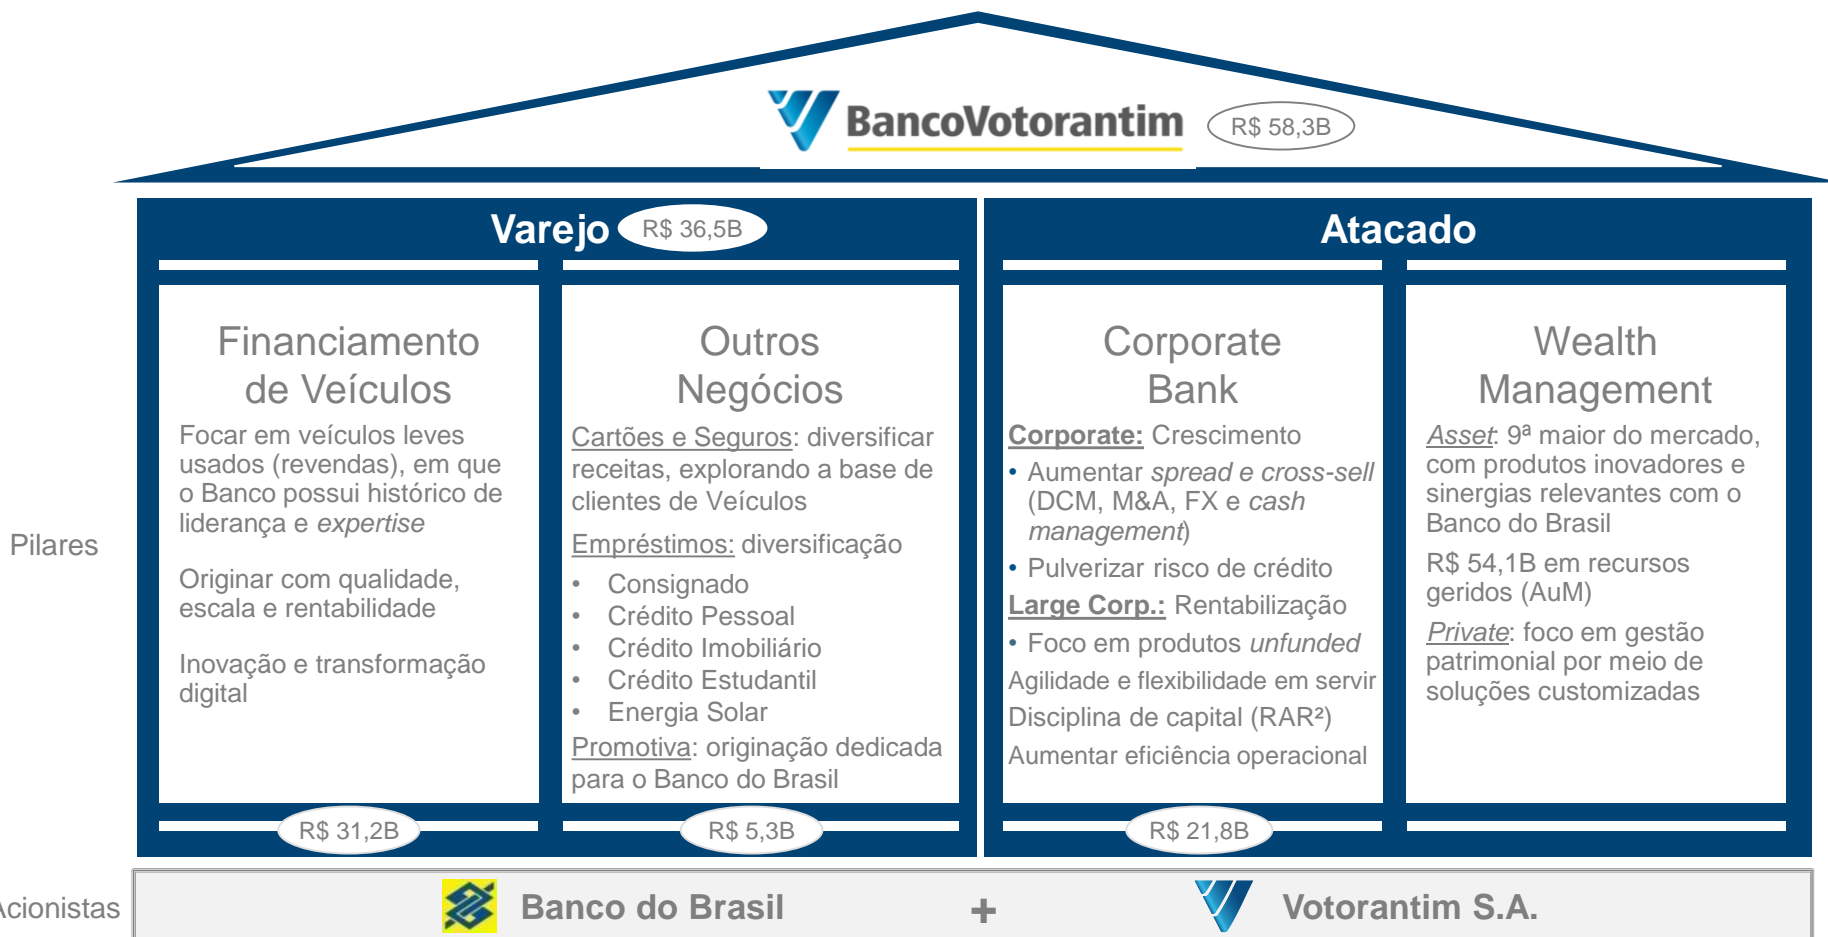 BancoVotorantim
R$ 58,3B
Varejo
R$ 36,5B
Atacado
Pilares
Financiamento
de Veículos
Focar em veículos leves
usados (revendas), em que
o Banco possui histórico de
liderança e expertise
Originar com qualidade,
escala e rentabilidade
Inovação e transformação
digital
R$ 31,2B
Outros
Negócios
Cartões e Seguros: diversificar
receitas, explorando a base de
clientes de Veículos
Empréstimos: diversificação
• Consignado
• Crédito Pessoal
• Crédito Imobiliário
• Crédito Estudantil
• Energia Solar
Promotiva: originação dedicada
para o Banco do Brasil
R$ 5,3B
Corporate
Bank
Corporate: Crescimento
• Aumentar spread e cross-sell
(DCM, M&A, FX e cash
management)
• Pulverizar risco de crédito
Large Corp.: Rentabilização
• Foco em produtos unfunded
Agilidade e flexibilidade em servir
Disciplina de capital (RAR²)
Aumentar eficiência operacional
R$ 21,8B
Wealth
Management
Asset: 9ª maior do mercado,
com produtos inovadores e
sinergias relevantes com o
Banco do Brasil
R$ 54,1B em recursos
geridos (AuM)
Private: foco em gestão
patrimonial por meio de
soluções customizadas
Acionistas
Banco do Brasil
+
Votorantim S.A.